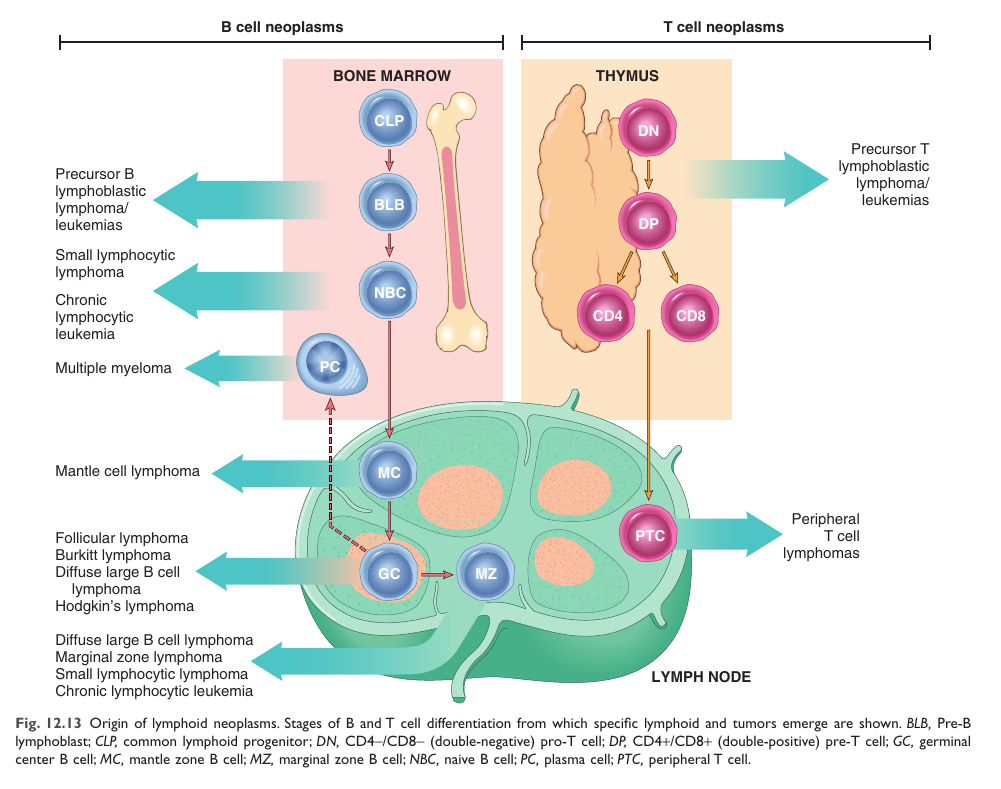 B cell neoplasms
T cell neoplasms
BONE MARROW
THYMUS
CLP
BLB
NBC
PC
DN
DP
CD4
CD8
Precursor B
lymphoblastic
lymphoma/
leukemias
Small lymphocytic
lymphoma
Chronic
lymphocytic
leukemia
Multiple myeloma
Precursor T
lymphoblastic
lymphoma/
leukemias
Mantle cell lymphoma
MC
Follicular lymphoma
Burkitt lymphoma
Diffuse large B cell
lymphoma
Hodgkin's lymphoma
GC
MZ
PTC
Peripheral
T cell
lymphomas
Diffuse large B cell lymphoma
Marginal zone lymphoma
Small lymphocytic lymphoma
Chronic lymphocytic leukemia
LYMPH NODE
Fig. 12.13 Origin of lymphoid neoplasms. Stages of B and T cell differentiation from which specific lymphoid and tumors emerge are shown. BLB, Pre-B
lymphoblast; CLP, common lymphoid progenitor; DN, CD4–/CD8– (double-negative) pro-T cell; DP, CD4+/CD8+ (double-positive) pre-T cell; GC, germinal
center B cell; MC, mantle zone B cell; MZ, marginal zone B cell; NBC, naive B cell; PC, plasma cell; PTC, peripheral T cell.